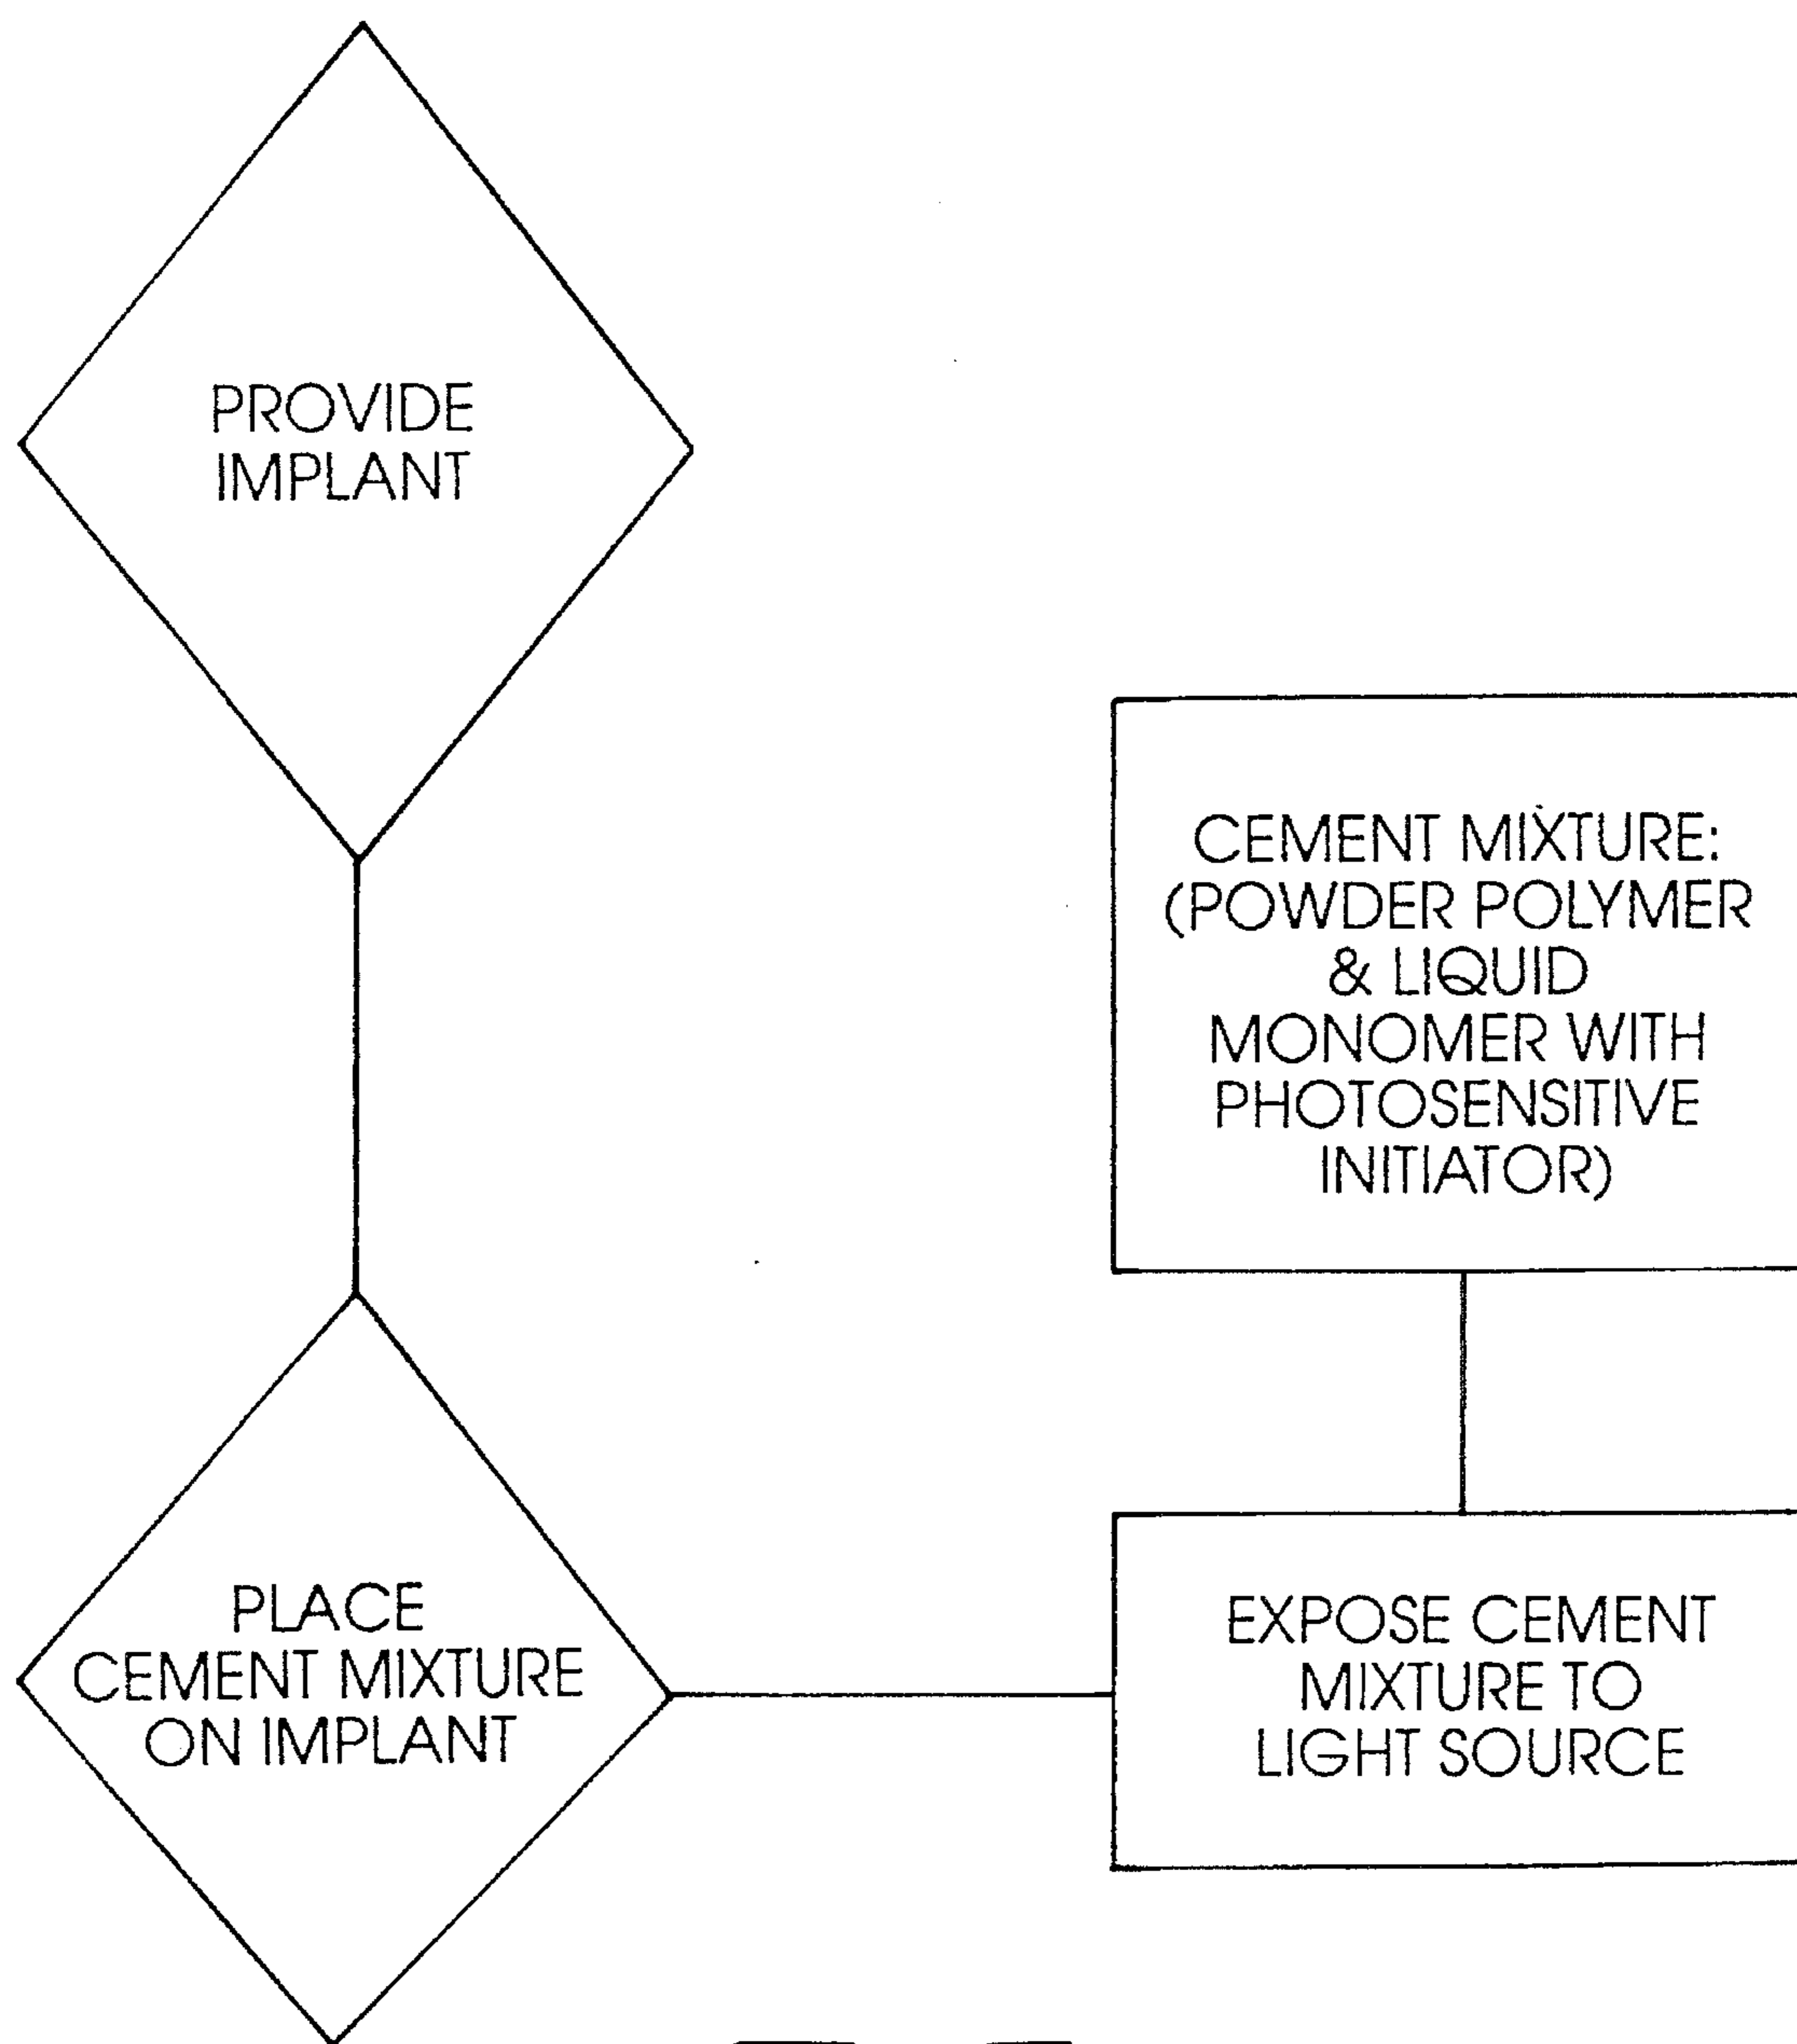 PROVIDE
IMPLANT
CEMENT MIXTURE:
(POWDER POLYMER
& LIQUID
MONOMER WITH
PHOTOSENSITIVE
INITIATOR)
PLACE
CEMENT MIXTURE
ON IMPLANT
EXPOSE CEMENT
MIXTURE TO
LIGHT SOURCE